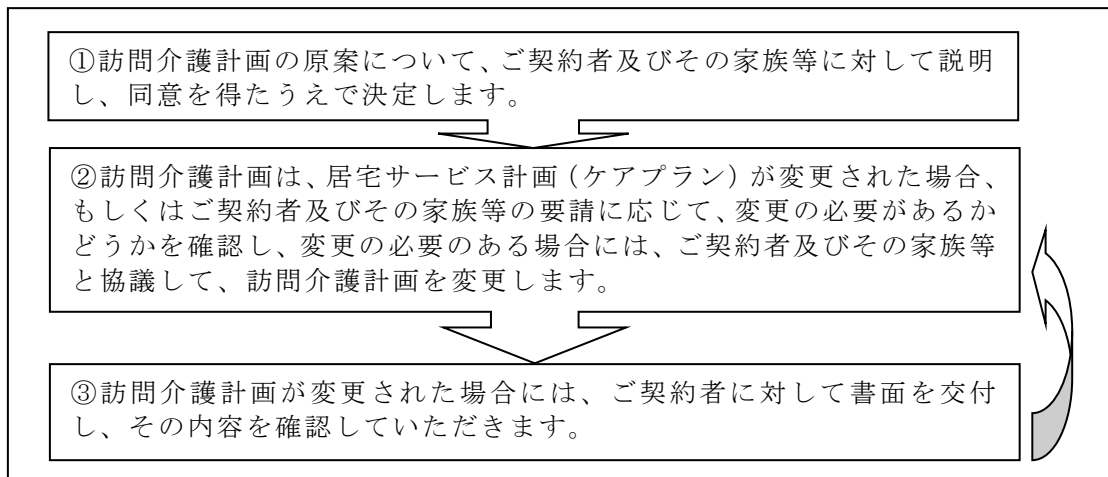 ①訪問介護計画の原案について、ご契約者及びその家族等に対して説明
し、同意を得たうえで決定します。
②訪問介護計画は、居宅サービス計画（ケアプラン）が変更された場合、
もしくはご契約者及びその家族等の要請に応じて、変更の必要があるか
どうかを確認し、変更の必要のある場合には、ご契約者及びその家族等
と協議して、訪問介護計画を変更します。
③訪問介護計画が変更された場合には、ご契約者に対して書面を交付
し、その内容を確認していただきます。